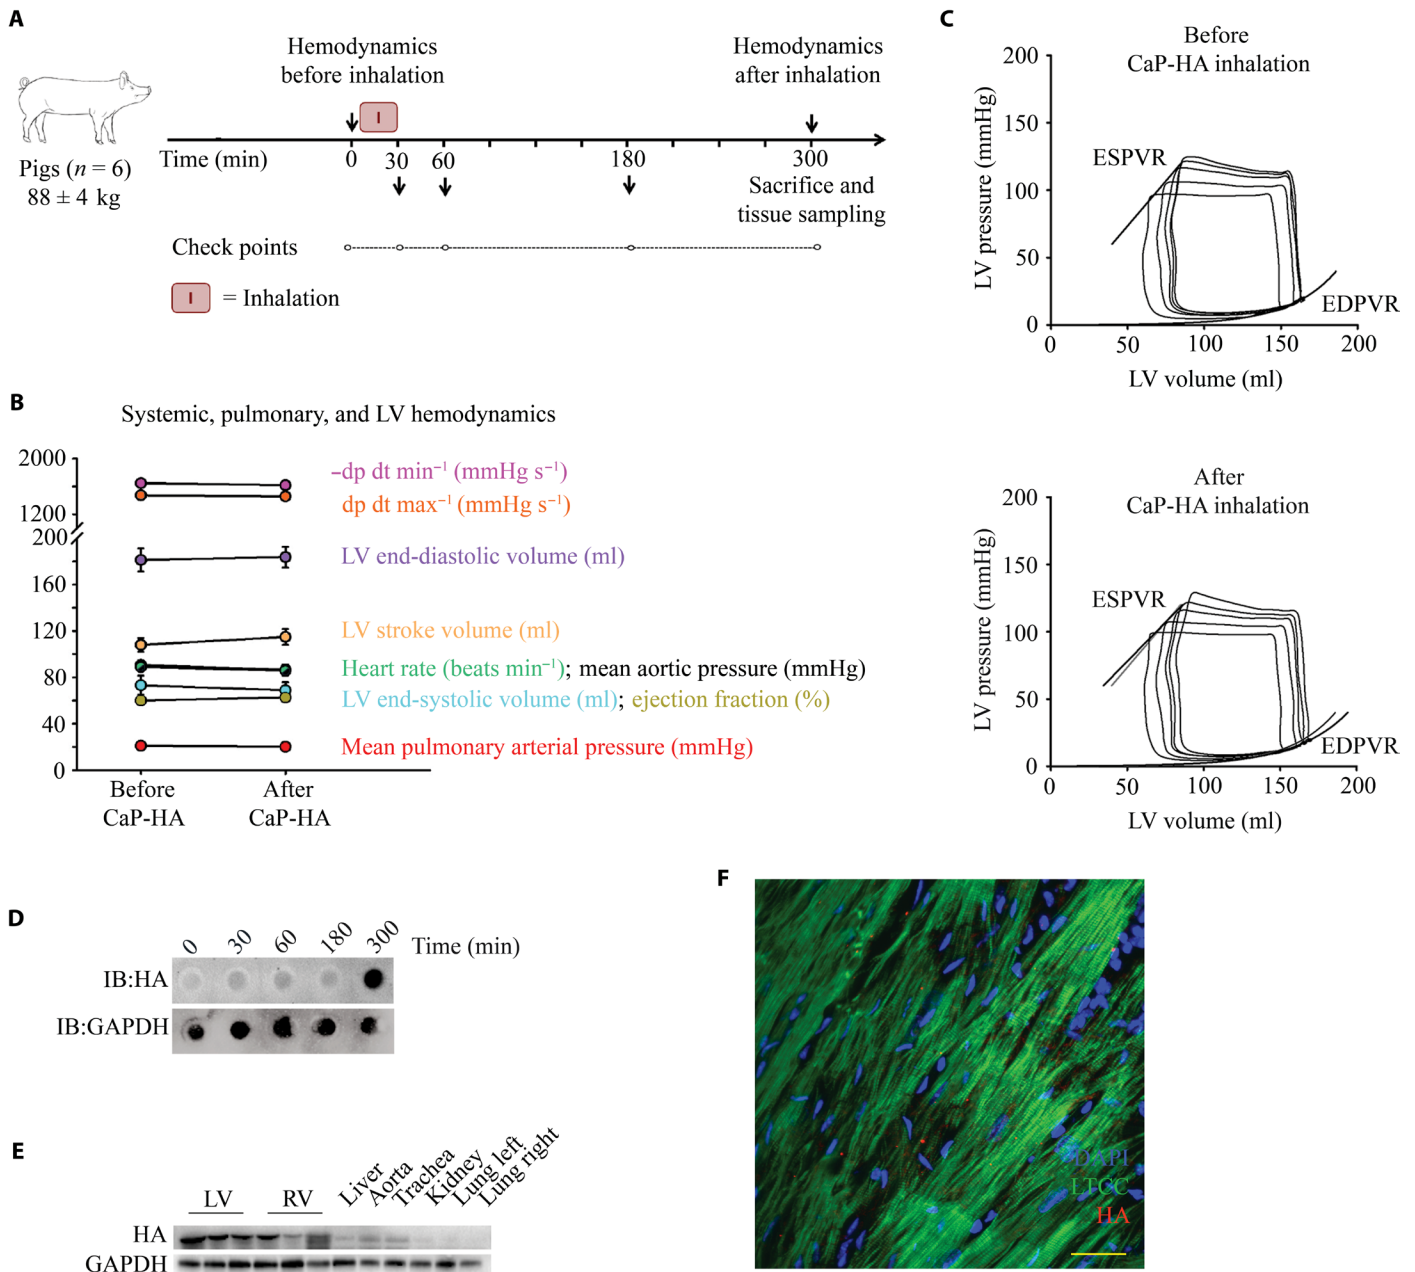 A
Hemodynamics
before inhalation
Hemodynamics
after inhalation
I
Pigs (n = 6)
88 ± 4 kg
Time (min)
0
30
60
180
300
Sacrifice and
tissue sampling
Check points
I
= Inhalation
B
Systemic, pulmonary, and LV hemodynamics
2000
1200
200
160
120
80
40
0
–dp dt min⁻¹ (mmHg s⁻¹)
dp dt max⁻¹ (mmHg s⁻¹)
LV end-diastolic volume (ml)
LV stroke volume (ml)
Heart rate (beats min⁻¹); mean aortic pressure (mmHg)
LV end-systolic volume (ml); ejection fraction (%)
Mean pulmonary arterial pressure (mmHg)
Before
CaP-HA
After
CaP-HA
C
Before
CaP-HA inhalation
LV pressure (mmHg)
200
150
100
50
0
ESPVR
EDPVR
0 50 100 150 200
LV volume (ml)
After
CaP-HA inhalation
LV pressure (mmHg)
200
150
100
50
0
ESPVR
EDPVR
0 50 100 150 200
LV volume (ml)
D
0 30 60 180 300 Time (min)
IB:HA
IB:GAPDH
E
LV
RV
Liver
Aorta
Trachea
Kidney
Lung left
Lung right
HA
GAPDH
F
DAPI
LTCC
HA